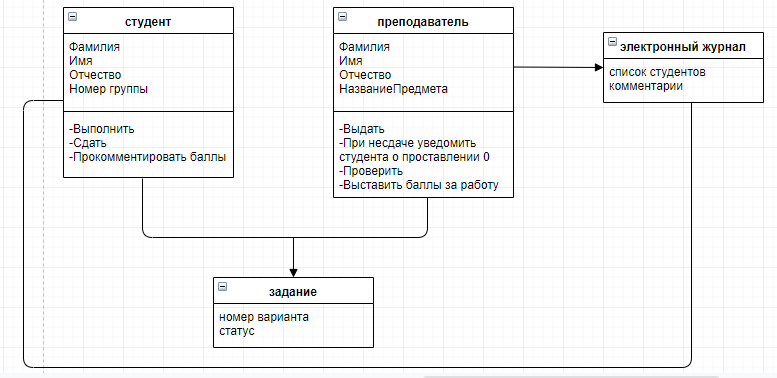 студент
Фамилия
Имя
Отчество
Номер группы
-Выполнить
-Сдать
-Прокомментировать баллы
преподаватель
Фамилия
Имя
Отчество
НазваниеПредмета
-Выдать
-При несдаче уведомить
студента о проставлении 0
-Проверить
-Выставить баллы за работу
электронный журнал
список студентов
комментарии
задание
номер варианта
статус